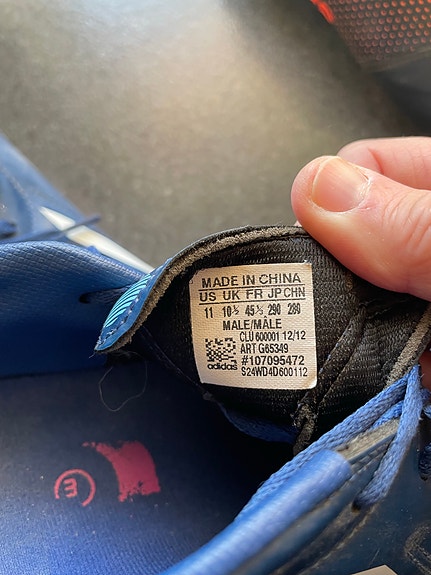 MADE IN CHINA
US UK FR JP CHN
11 10½ 45⅓ 290 289
MALE/MALE
CLU 600001 12/12
ART G65349
#107095472
adidas S24WD4D600112
m